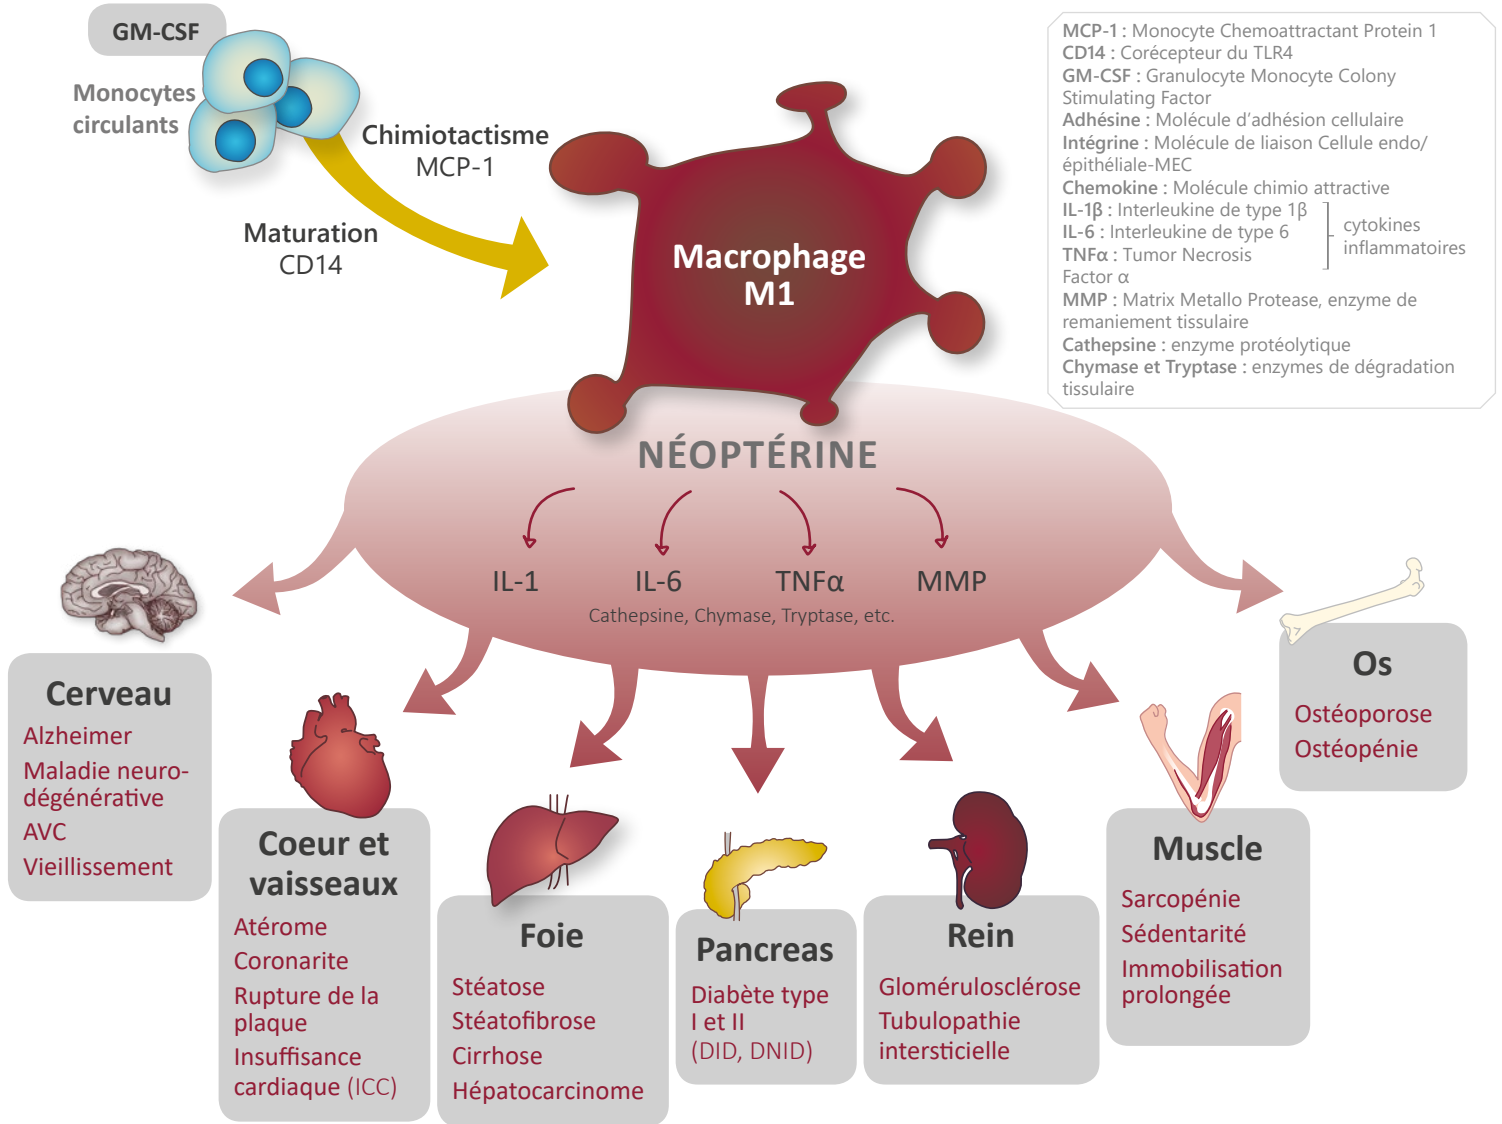 GM-CSF
Monocytes
circulants
Chimiotactisme
MCP-1
Maturation
CD14
Macrophage
M1
MCP-1 : Monocyte Chemoattractant Protein 1
CD14 : Corécepteur du TLR4
GM-CSF : Granulocyte Monocyte Colony
Stimulating Factor
Adhésine : Molécule d'adhésion cellulaire
Intégrine : Molécule de liaison Cellule endo/
épithéliale-MEC
Chemokine : Molécule chimio attractive
IL-1β : Interleukine de type 1β
IL-6 : Interleukine de type 6
TNFα : Tumor Necrosis
Factor α
cytokines
inflammatoires
MMP : Matrix Metallo Protease, enzyme de
remaniement tissulaire
Cathepsine : enzyme protéolytique
Chymase et Tryptase : enzymes de dégradation
tissulaire
NÉOPTÉRINE
IL-1 IL-6 TNFα MMP
Cathepsine, Chymase, Tryptase, etc.
Cerveau
Alzheimer
Maladie neuro-
dégénérative
AVC
Vieillissement
Coeur et
vaisseaux
Atérome
Coronarite
Rupture de la
plaque
Insuffisance
cardiaque (ICC)
Foie
Stéatose
Stéatofibrose
Cirrhose
Hépatocarcinome
Pancreas
Diabète type
I et II
(DID, DNID)
Rein
Glomérulosclérose
Tubulopathie
intersticielle
Muscle
Sarcopénie
Sédentarité
Immobilisation
prolongée
Os
Ostéoporose
Ostéopénie